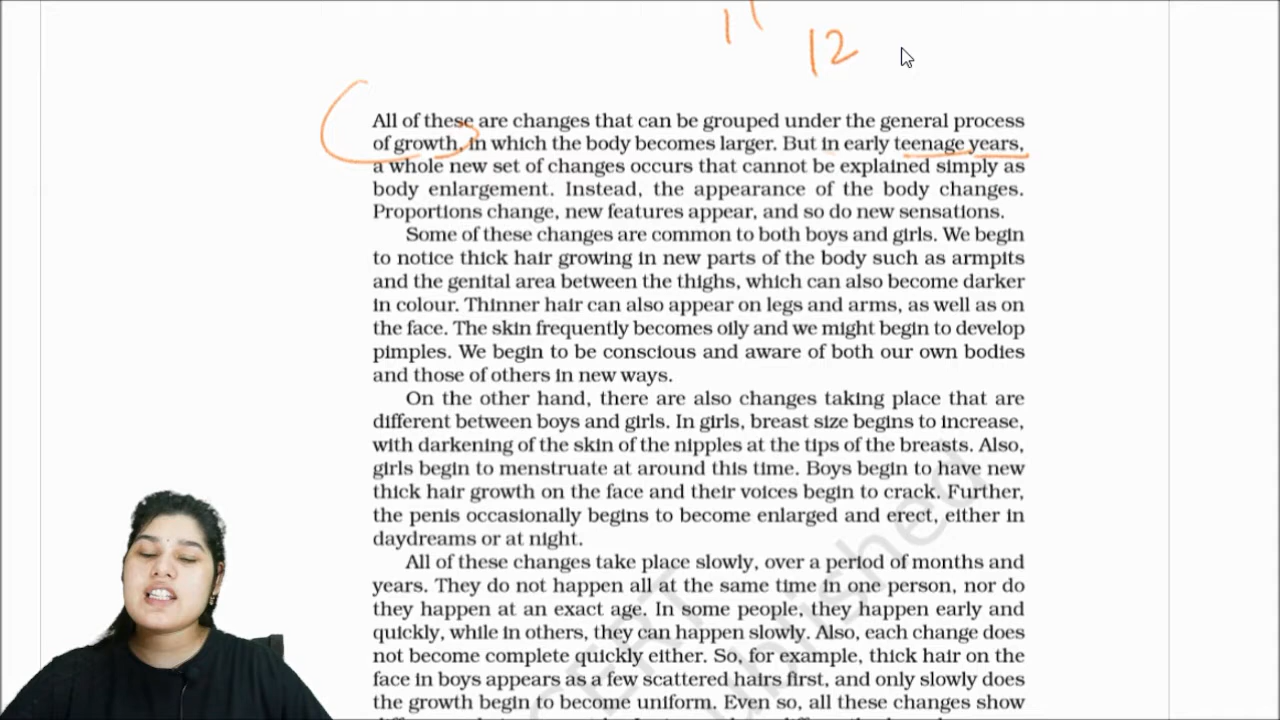 12
All of these are changes that can be grouped under the general process
of growth, in which the body becomes larger. But in early teenage years,
a whole new set of changes occurs that cannot be explained simply as
body enlargement. Instead, the appearance of the body changes.
Proportions change, new features appear, and so do new sensations.
Some of these changes are common to both boys and girls. We begin
to notice thick hair growing in new parts of the body such as armpits
and the genital area between the thighs, which can also become darker
in colour. Thinner hair can also appear on legs and arms, as well as on
the face. The skin frequently becomes oily and we might begin to develop
pimples. We begin to be conscious and aware of both our own bodies
and those of others in new ways.
On the other hand, there are also changes taking place that are
different between boys and girls. In girls, breast size begins to increase,
with darkening of the skin of the nipples at the tips of the breasts. Also,
girls begin to menstruate at around this time. Boys begin to have new
thick hair growth on the face and their voices begin to crack. Further,
the penis occasionally begins to become enlarged and erect, either in
daydreams or at night.
All of these changes take place slowly, over a period of months and
years. They do not happen all at the same time in one person, nor do
they happen at an exact age. In some people, they happen early and
quickly, while in others, they can happen slowly. Also, each change does
not become complete quickly either. So, for example, thick hair on the
face in boys appears as a few scattered hairs first, and only slowly does
the growth begin to become uniform. Even so, all these changes show